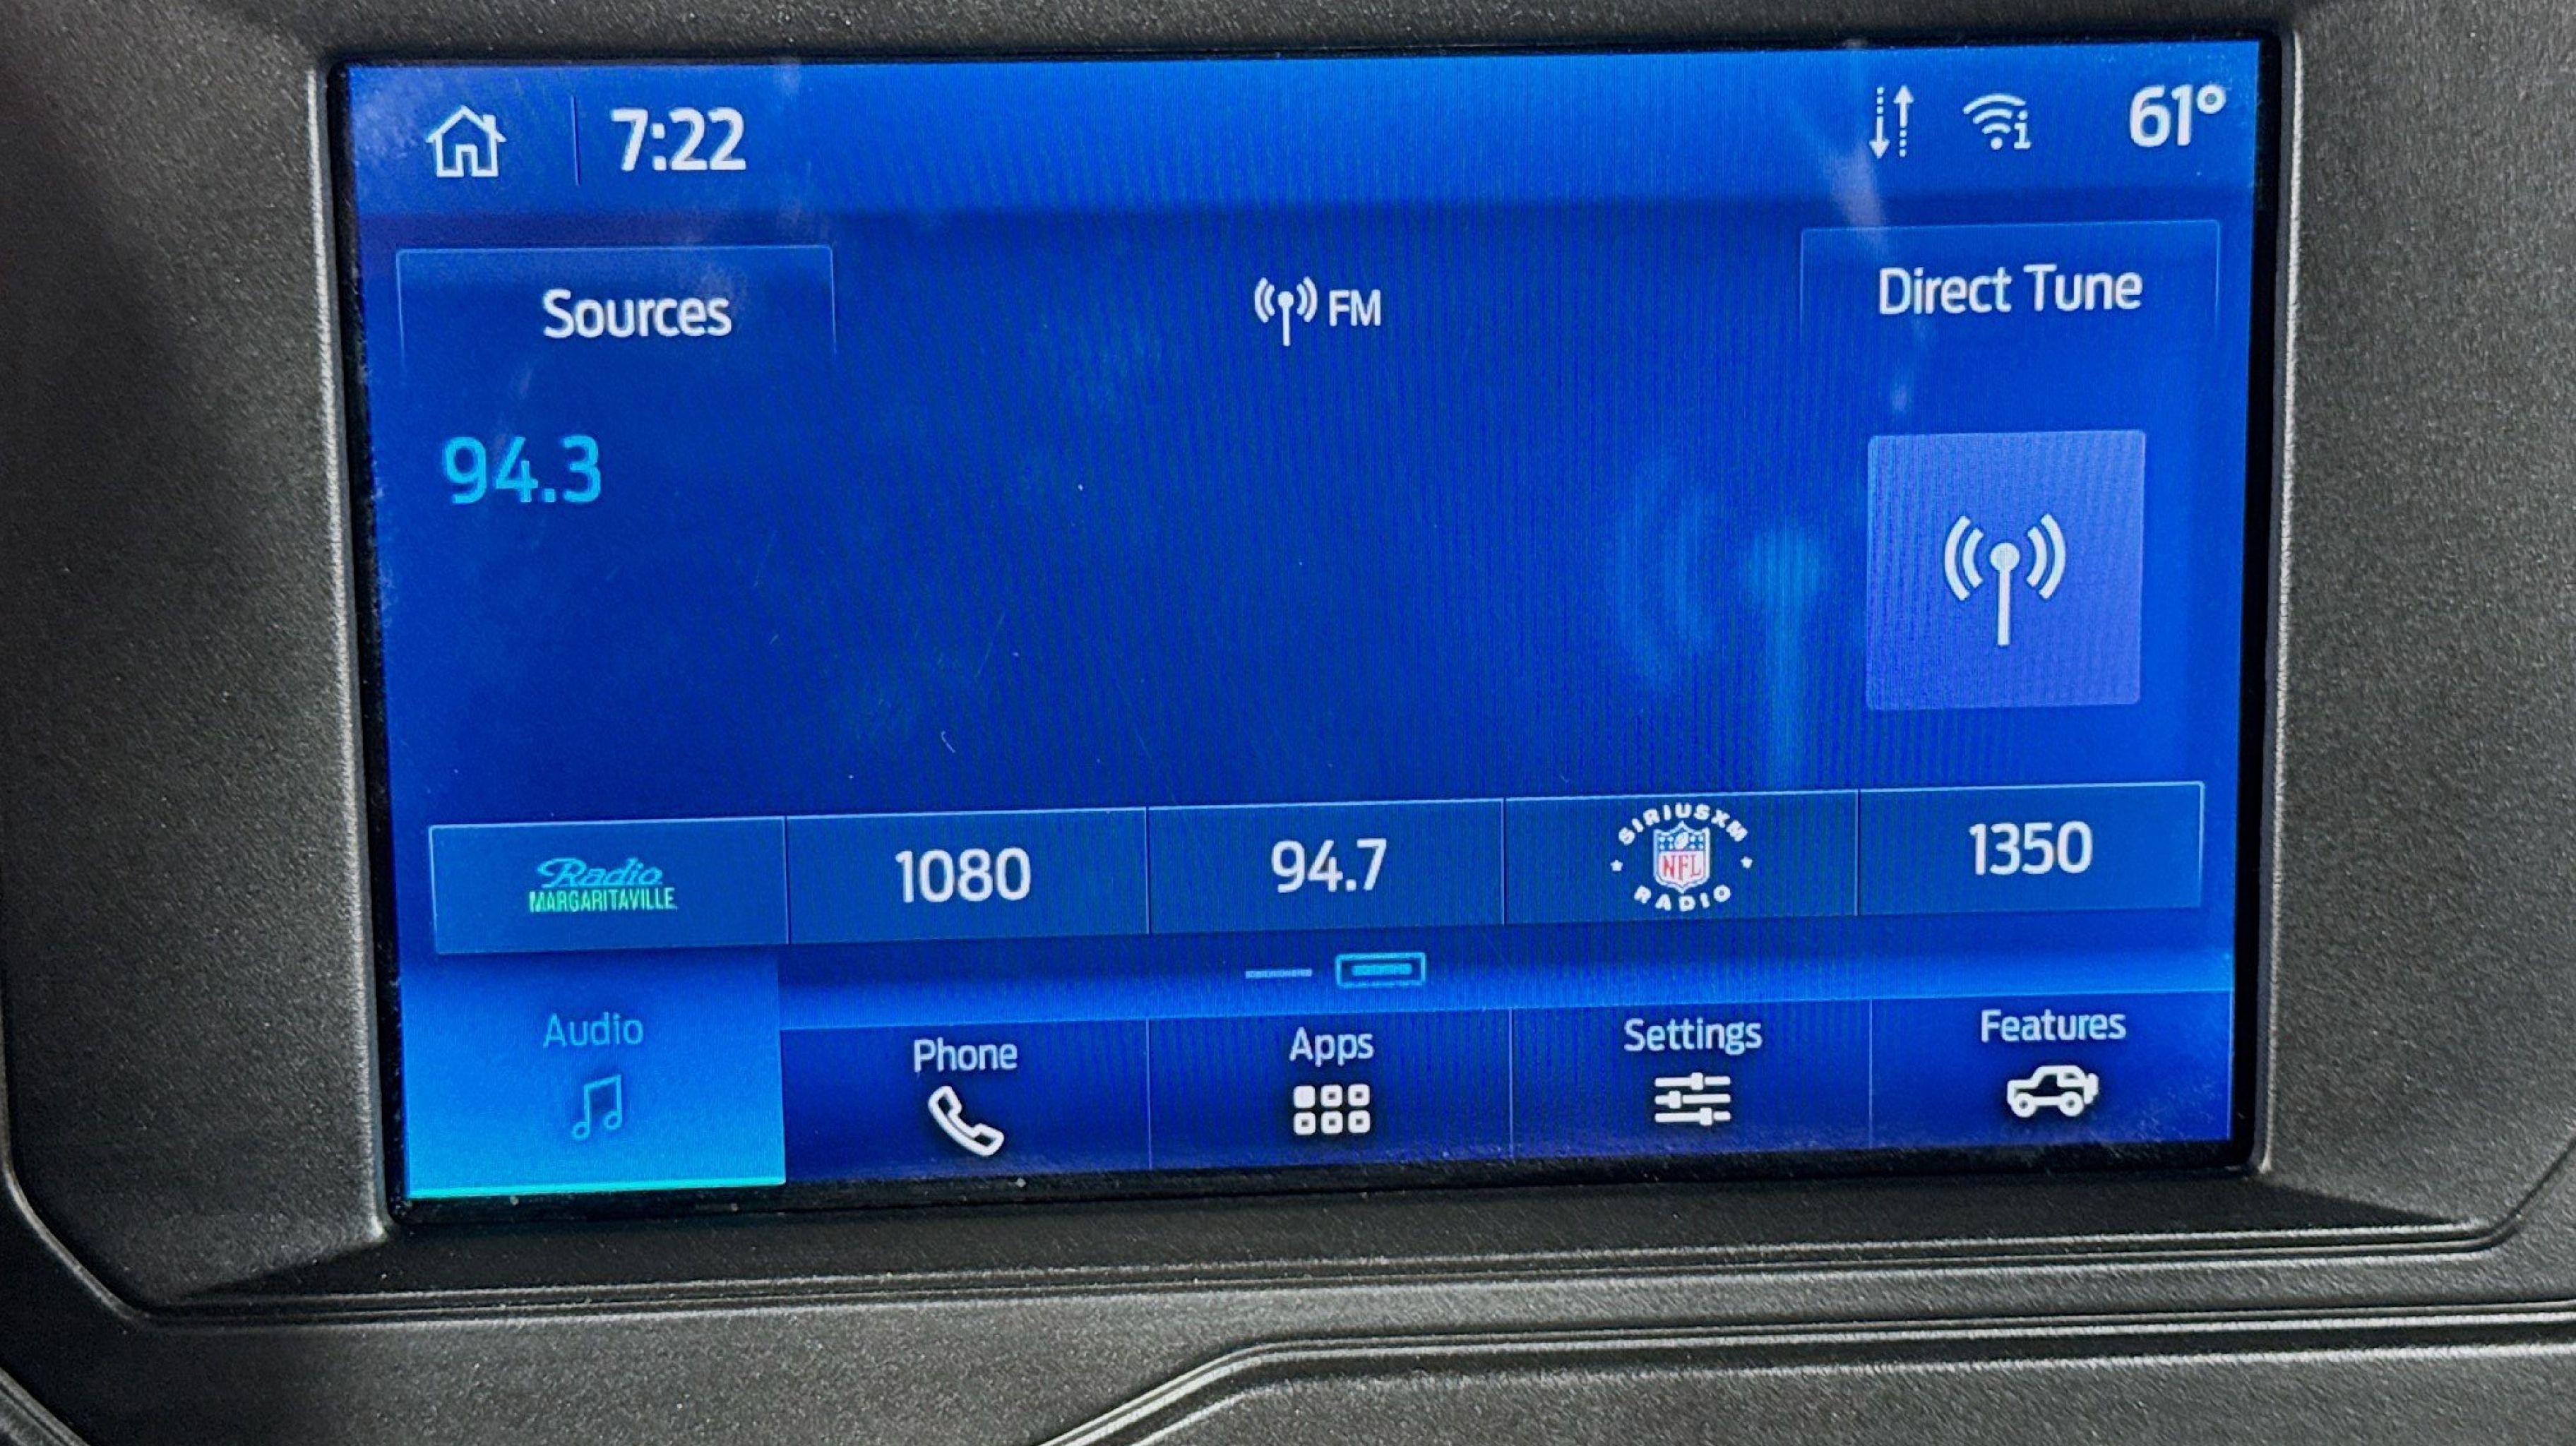 7:22
61°
Sources
FM
Direct Tune
94.3
Radio
MARGARITAVILLE
1080
94.7
SIRIUSXM
NFL
RADIO
1350
Audio
Phone
Apps
Settings
Features